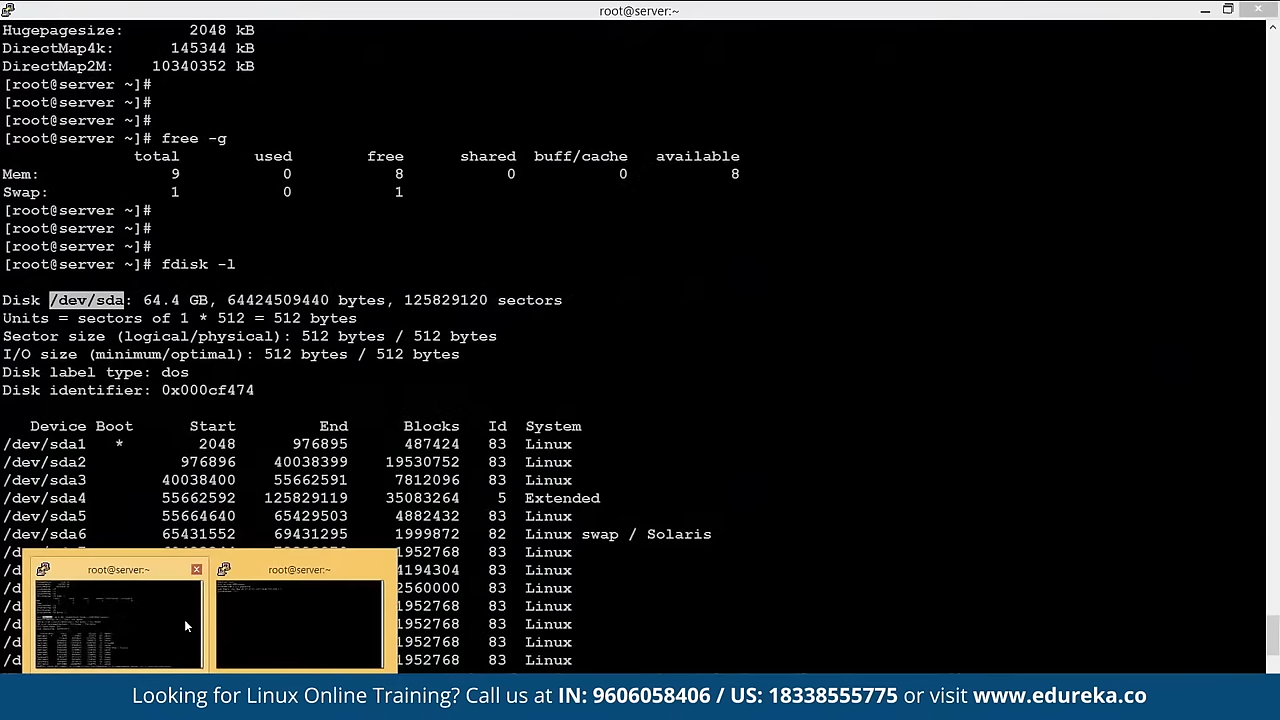 root@server:~
Hugepagesize: 2048 kB
DirectMap4k: 145344 kB
DirectMap2M: 10340352 kB
[root@server ~]#
[root@server ~]#
[root@server ~]#
[root@server ~]# free -g
total used free shared buff/cache available
Mem: 9 0 8 0 0 8
Swap: 1 0 1
[root@server ~]#
[root@server ~]#
[root@server ~]#
[root@server ~]# fdisk -l
Disk /dev/sda: 64.4 GB, 64424509440 bytes, 125829120 sectors
Units = sectors of 1 * 512 = 512 bytes
Sector size (logical/physical): 512 bytes / 512 bytes
I/O size (minimum/optimal): 512 bytes / 512 bytes
Disk label type: dos
Disk identifier: 0x000cf474
Device Boot Start End Blocks Id System
/dev/sda1 * 2048 976895 487424 83 Linux
/dev/sda2 976896 40038399 19530752 83 Linux
/dev/sda3 40038400 55662591 7812096 83 Linux
/dev/sda4 55662592 125829119 35083264 5 Extended
/dev/sda5 55664640 65429503 4882432 83 Linux
/dev/sda6 65431552 69431295 1999872 82 Linux swap / Solaris
1952768 83 Linux
root@server:~ root@server:~
4194304 83 Linux
2560000 83 Linux
1952768 83 Linux
1952768 83 Linux
1952768 83 Linux
1952768 83 Linux
Looking for Linux Online Training? Call us at IN: 9606058406 / US: 18338555775 or visit www.edureka.co